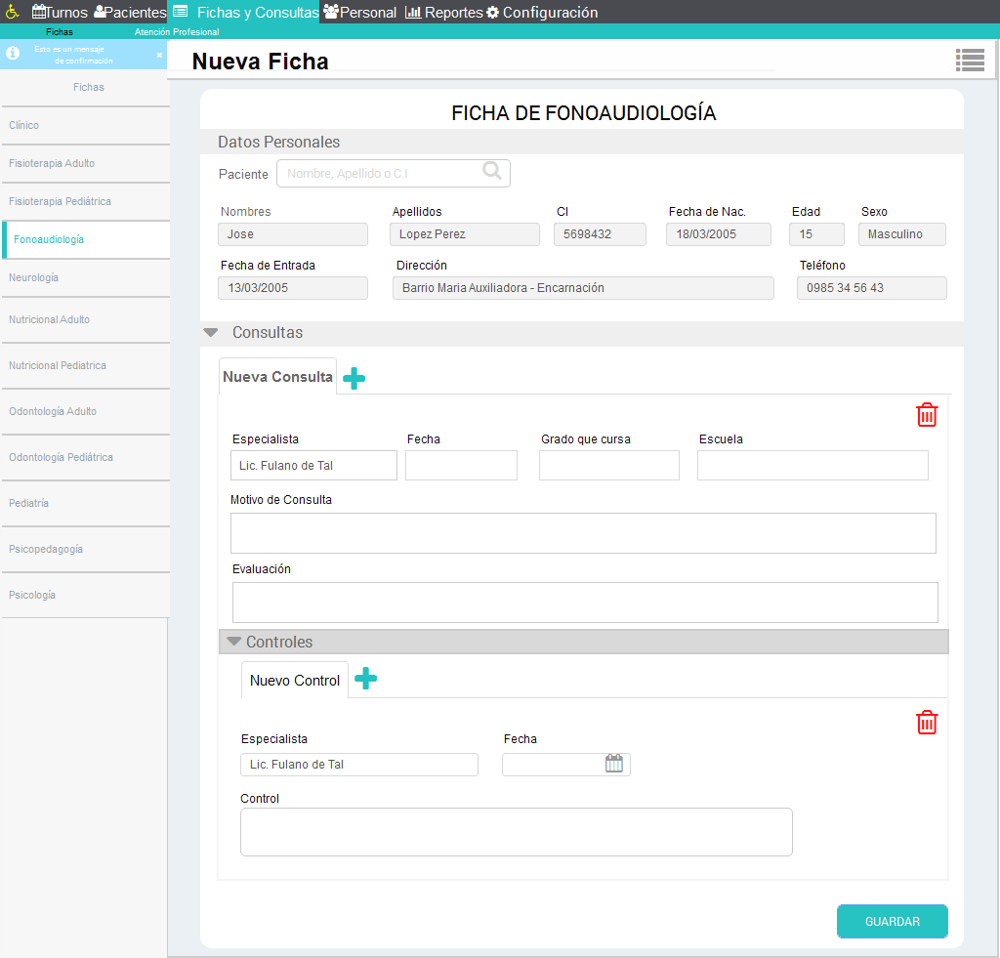 Turnos Pacientes Fichas y Consultas Personal Reportes Configuración
Fichas Atención Profesional
Esto es un mensaje
de confirmación
×
Nueva Ficha
Fichas
Clínico
Fisioterapia Adulto
Fisioterapia Pediátrica
Fonoaudiología
Neurología
Nutricional Adulto
Nutricional Pediatrica
Odontología Adulto
Odontología Pediátrica
Pediatría
Psicopedagogía
Psicología
FICHA DE FONOAUDIOLOGÍA
Datos Personales
Paciente Nombre, Apellido o C.I
Nombres Apellidos CI Fecha de Nac. Edad Sexo
Jose Lopez Perez 5698432 18/03/2005 15 Masculino
Fecha de Entrada Dirección Teléfono
13/03/2005 Barrio Maria Auxiliadora - Encarnación 0985 34 56 43
Consultas
Nueva Consulta
Especialista Fecha Grado que cursa Escuela
Lic. Fulano de Tal
Motivo de Consulta
Evaluación
Controles
Nuevo Control
Especialista Fecha
Lic. Fulano de Tal
Control
GUARDAR